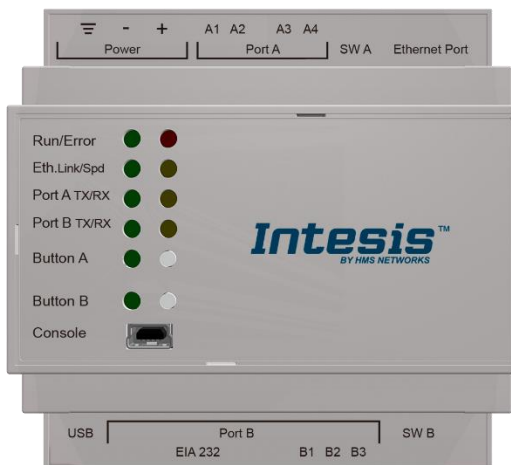 - +
A1 A2 A3 A4
Power Port A SW A Ethernet Port
Run/Error
Eth.Link/Spd
Port A TX/RX
Port B TX/RX
Button A
Button B
Console
Intesis™
BY HMS NETWORKS
USB Port B SW B
EIA 232 B1 B2 B3